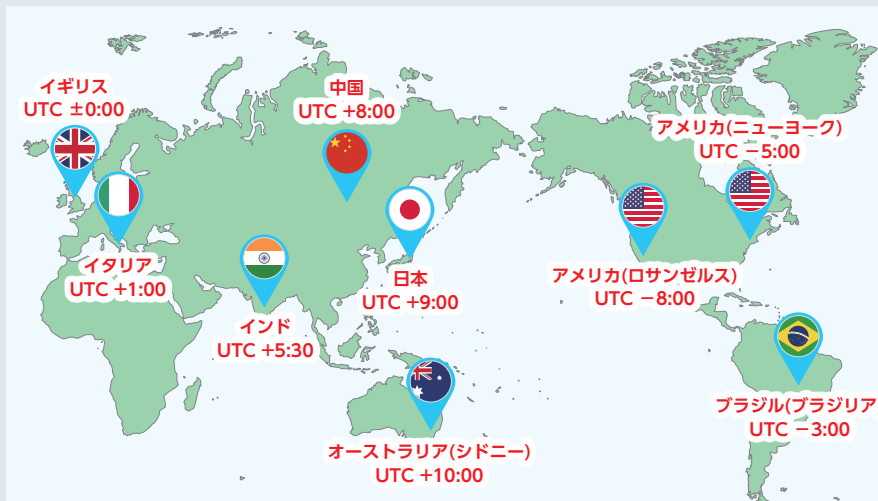 イギリス
UTC ±0:00
中国
UTC +8:00
アメリカ(ニューヨーク)
UTC −5:00
イタリア
UTC +1:00
日本
UTC +9:00
アメリカ(ロサンゼルス)
UTC −8:00
インド
UTC +5:30
ブラジル(ブラジリア
UTC −3:00
オーストラリア(シドニー)
UTC +10:00